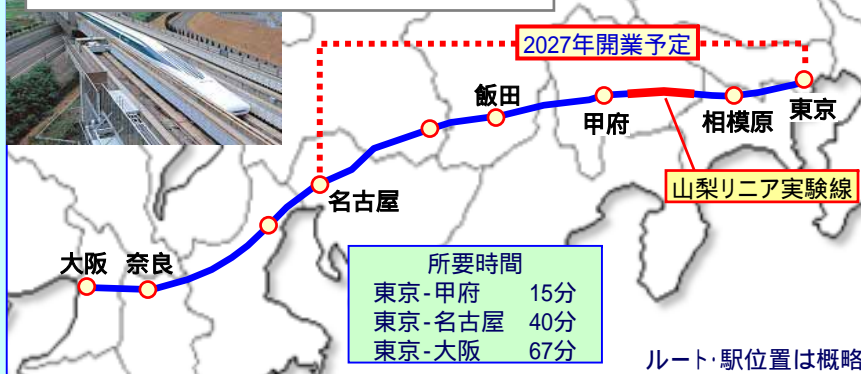 2027年開業予定
飯田
甲府
相模原
東京
山梨リニア実験線
名古屋
大阪
奈良
所要時間
東京-甲府 15分
東京-名古屋 40分
東京-大阪 67分
ルート・駅位置は概略